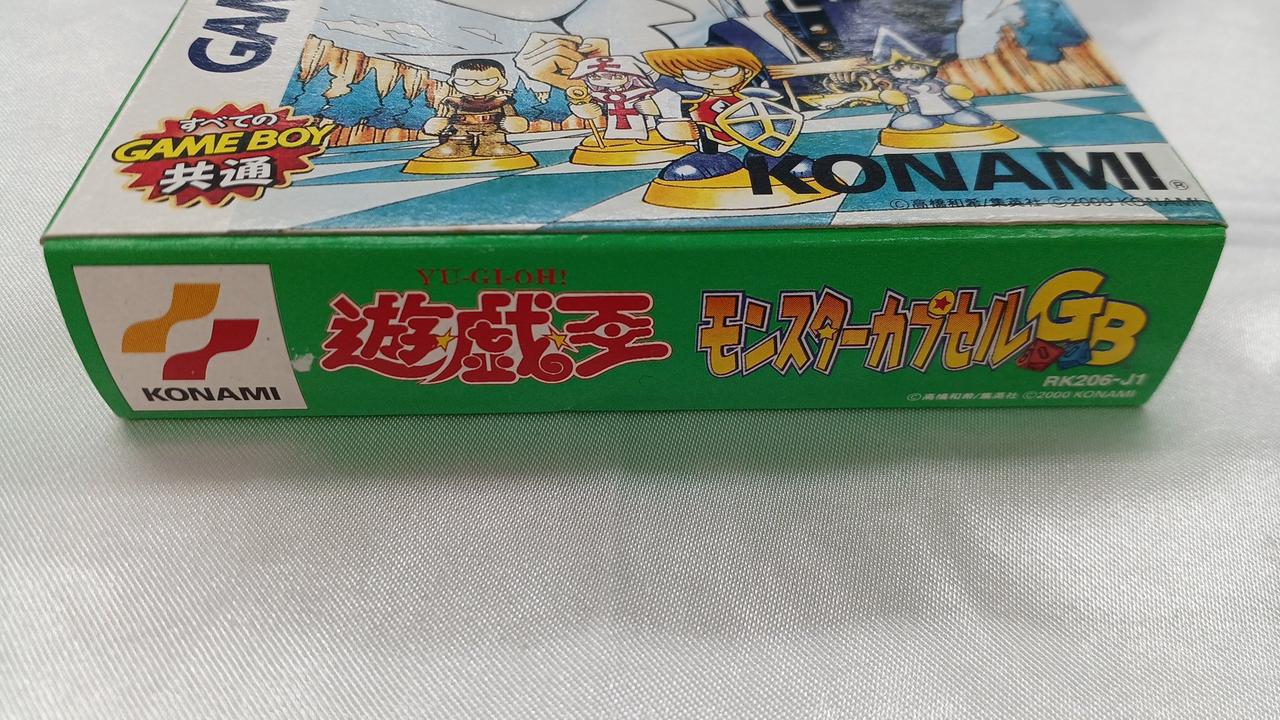 GAM
すべての
GAME BOY
共通
KONAMI®
©高橋和希/集英社 ©2000 KONAMI
KONAMI
YU-GI-OH!
遊戯王
モンスターカプセルGB
RK206-J1
©高橋和希/集英社 ©2000 KONAMI